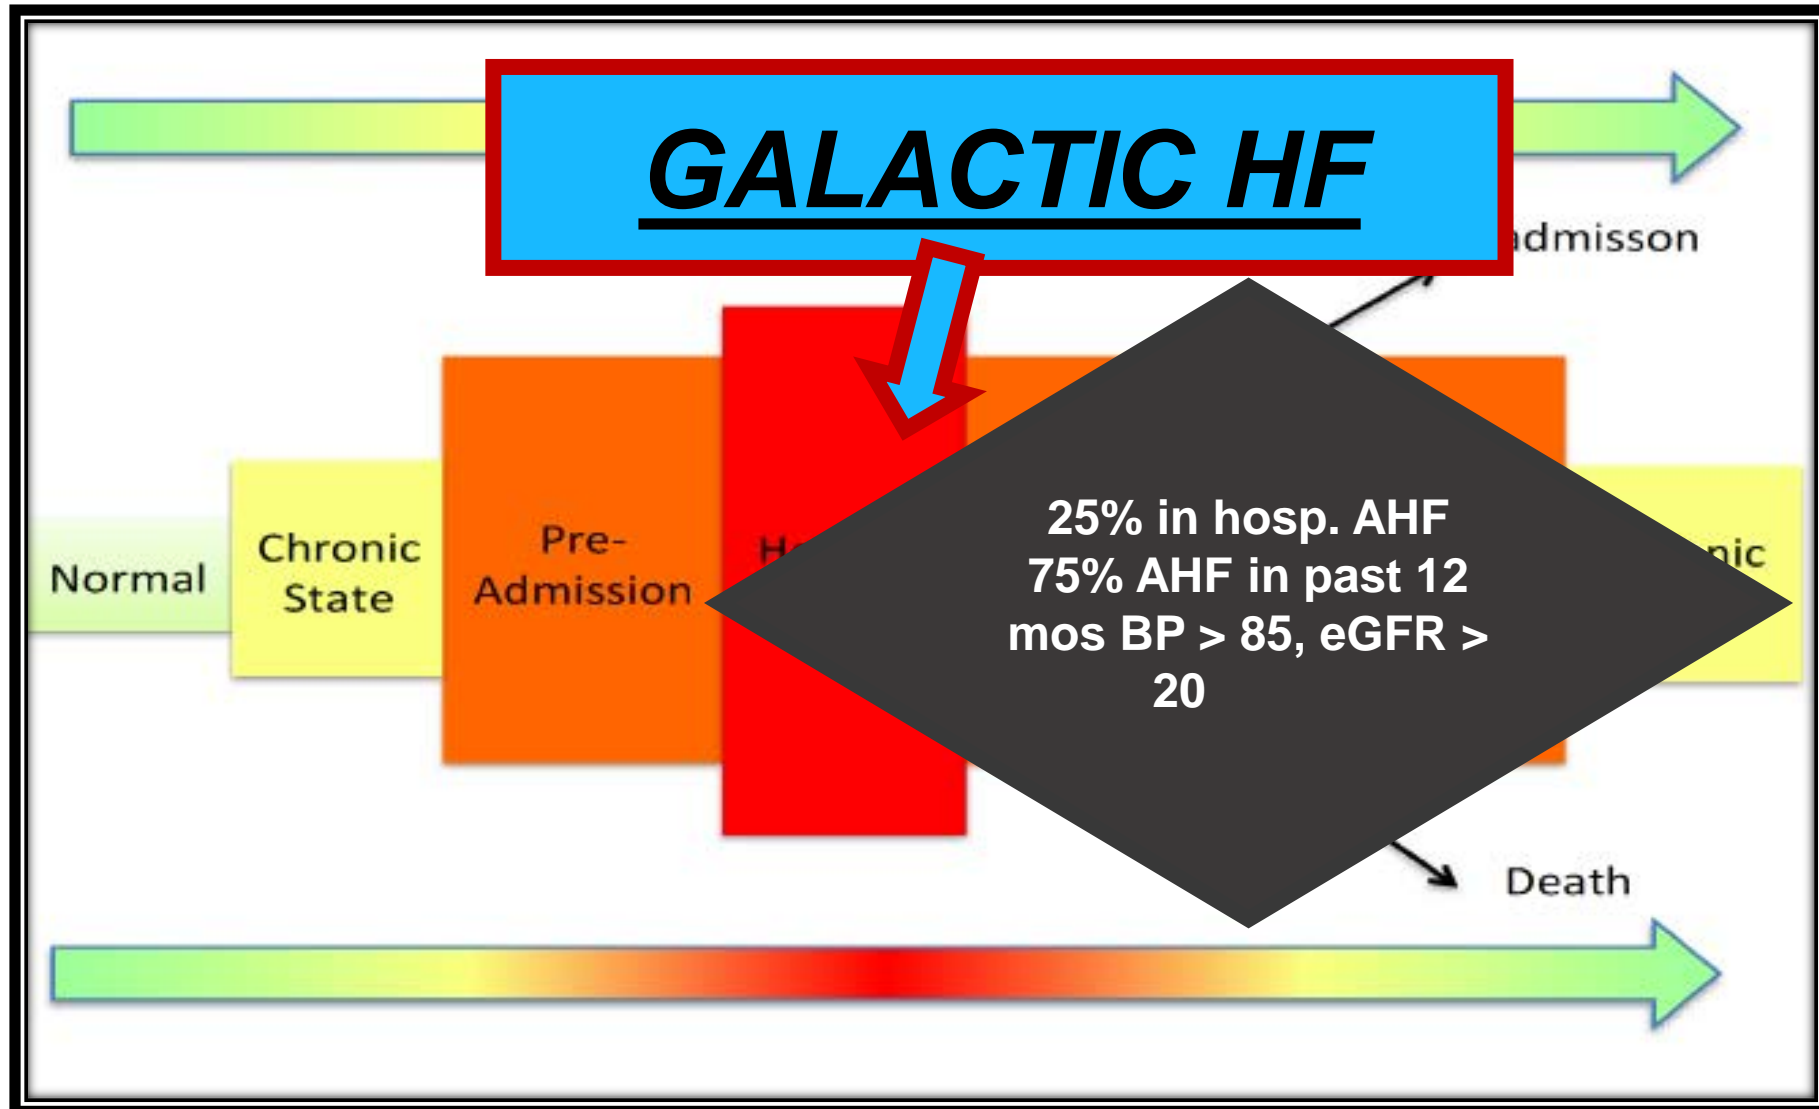 GALACTIC HF
admisson
Normal
Chronic
State
Pre-
Admission
25% in hosp. AHF
75% AHF in past 12
mos BP > 85, eGFR >
20
Death